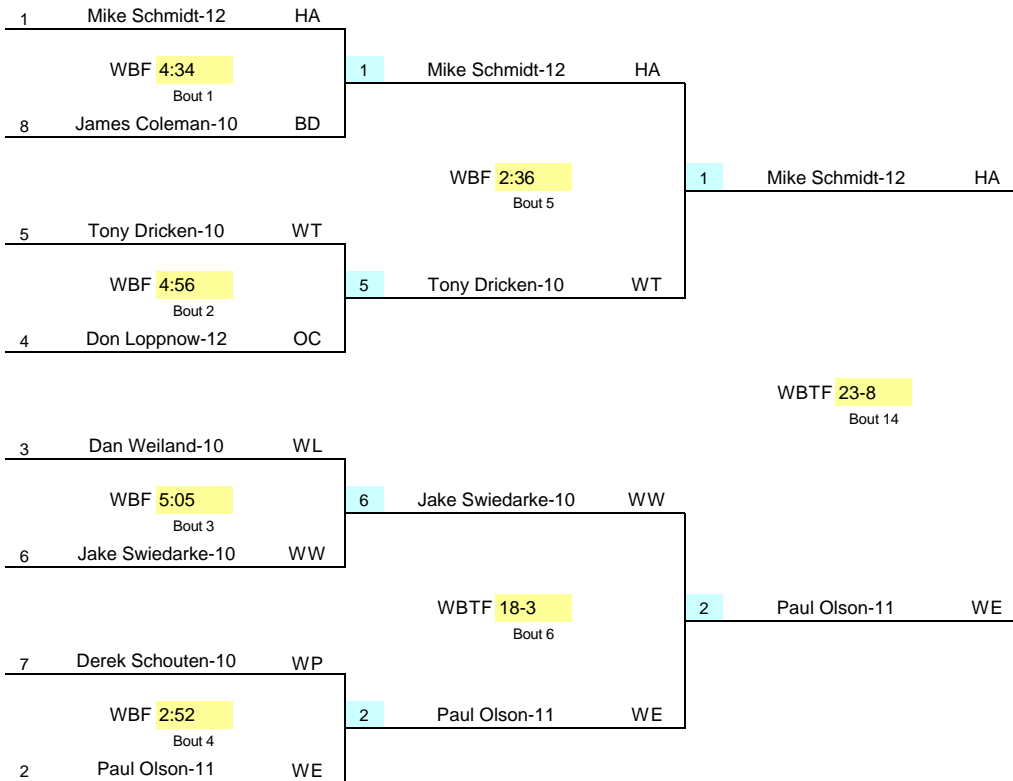 1 Mike Schmidt-12 HA
WBF 4:34
1 Mike Schmidt-12 HA
Bout 1
8 James Coleman-10 BD
WBF 2:36
1 Mike Schmidt-12 HA
Bout 5
5 Tony Dricken-10 WT
WBF 4:56
5 Tony Dricken-10 WT
Bout 2
4 Don Loppnow-12 OC
WBTF 23-8
Bout 14
3 Dan Weiland-10 WL
WBF 5:05
6 Jake Swiedarke-10 WW
Bout 3
6 Jake Swiedarke-10 WW
WBTF 18-3
2 Paul Olson-11 WE
Bout 6
7 Derek Schouten-10 WP
WBF 2:52
2 Paul Olson-11 WE
Bout 4
2 Paul Olson-11 WE